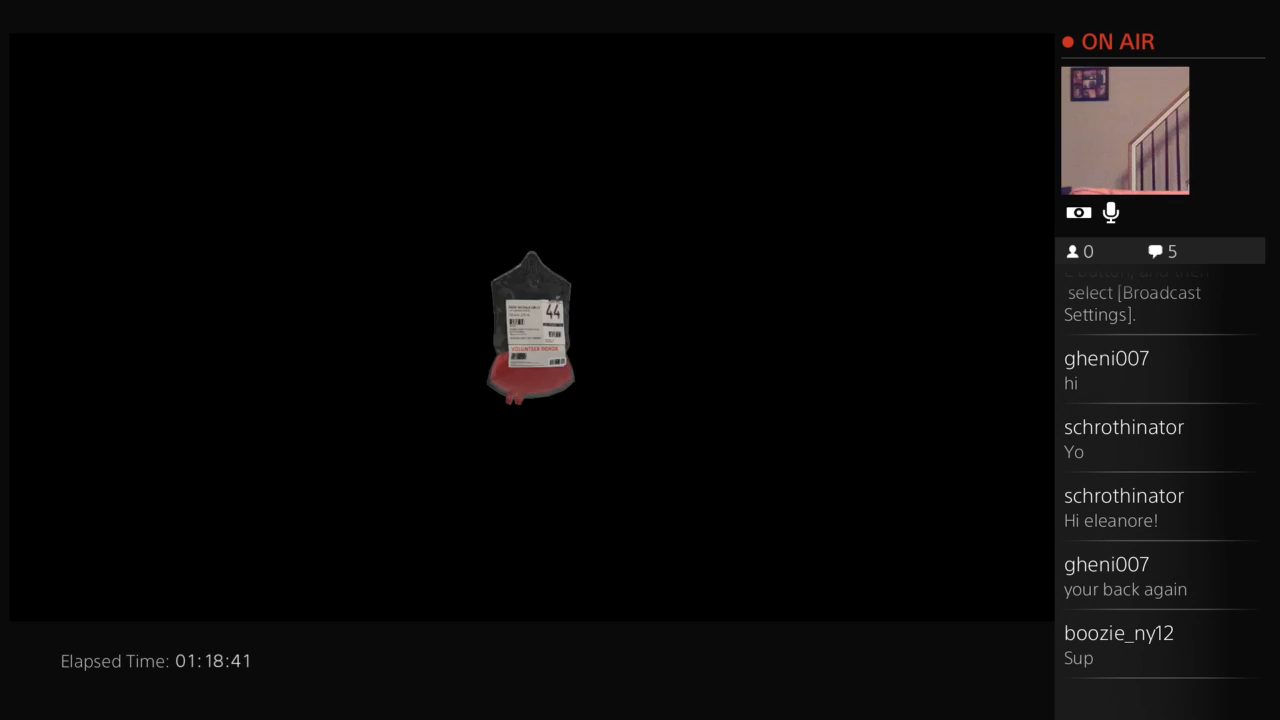 ON AIR
0
5
select [Broadcast
Settings].
gheni007
hi
schrothinator
Yo
schrothinator
Hi eleanore!
gheni007
your back again
boozie_ny12
Sup
44
VOLUNTEER DONOR
Elapsed Time: 01:18:41